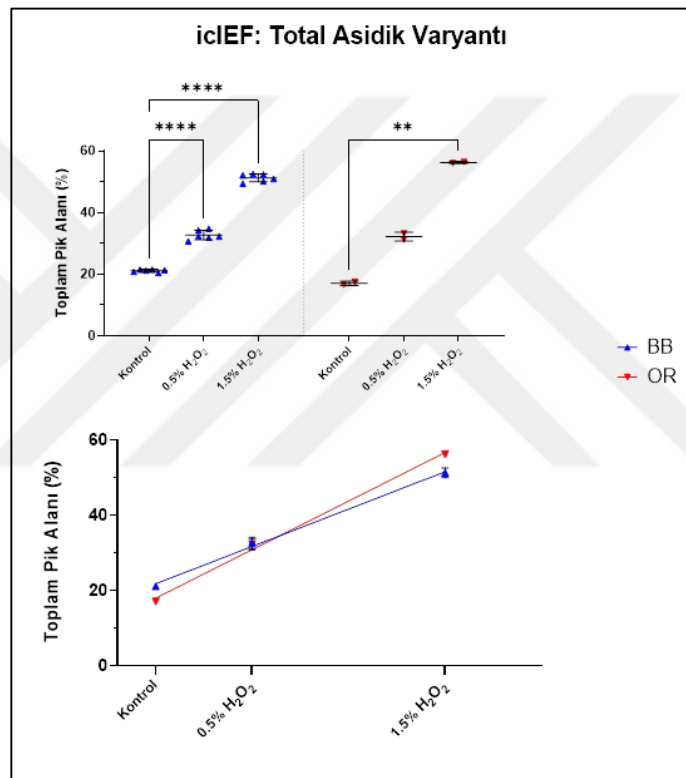 icIEF: Total Asidik Varyantı
****
****
**
Toplam Pik Alanı (%)
60
40
20
0
Kontrol
0.5% H₂O₂
1.5% H₂O₂
Kontrol
0.5% H₂O₂
1.5% H₂O₂
BB
OR
Toplam Pik Alanı (%)
60
40
20
0
Kontrol
0.5% H₂O₂
1.5% H₂O₂